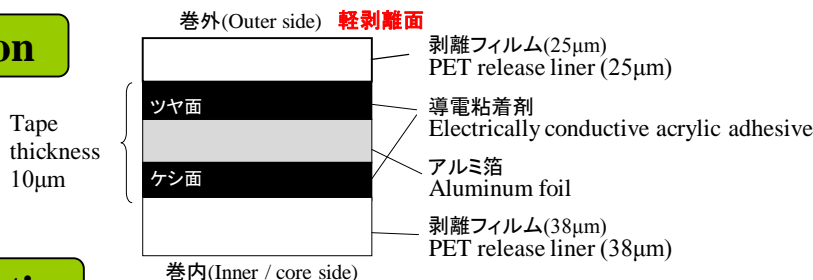 巻外(Outer side) 軽剥離面
on
剥離フィルム(25μm)
PET release liner (25μm)
ツヤ面
導電粘着剤
Electrically conductive acrylic adhesive
Tape
thickness
10μm
アルミ箔
Aluminum foil
ケシ面
剥離フィルム(38μm)
PET release liner (38μm)
巻内(Inner / core side)